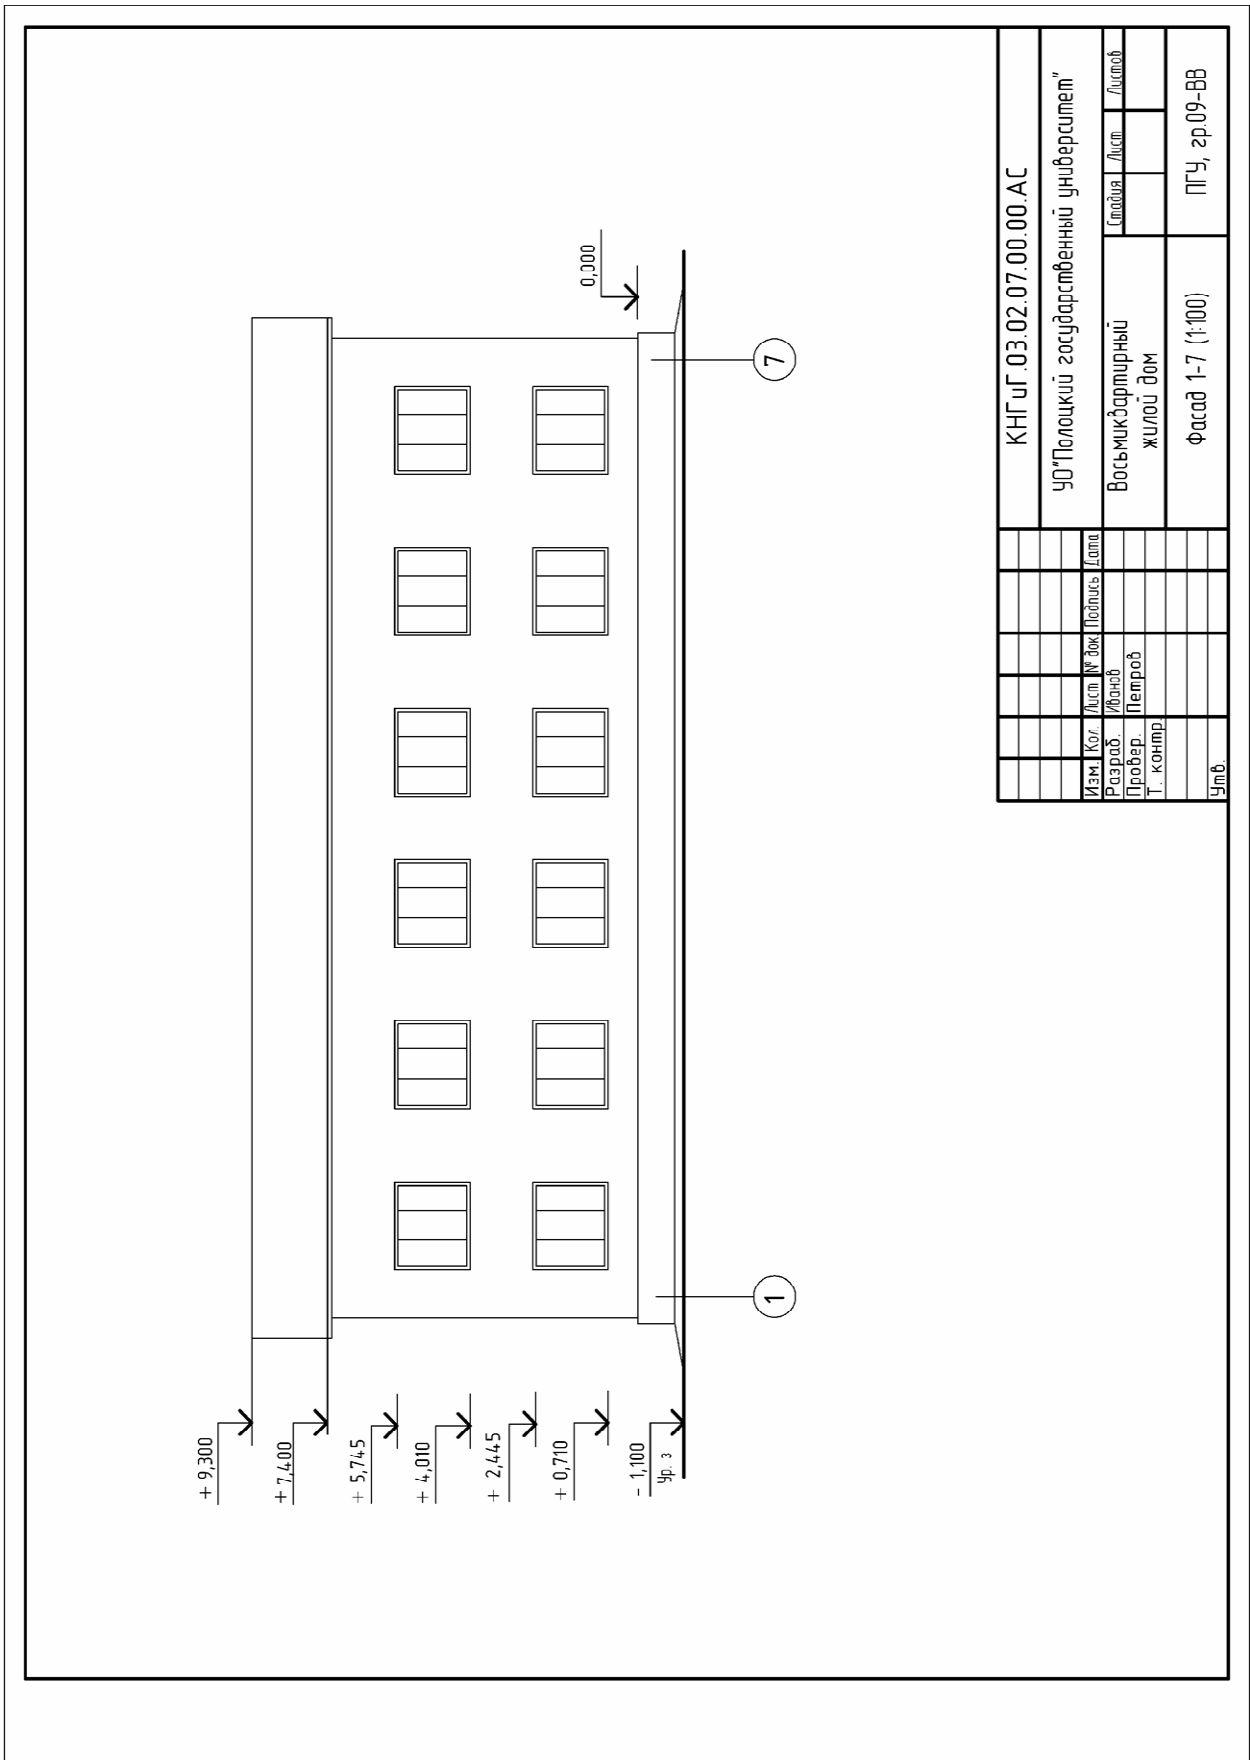 + 9,300
+ 7,400
+ 5,745
+ 4,010
+ 2,445
+ 0,710
- 1,100
Ур. з
0,000
1
7
КНГиГ.03.02.07.00.00.АС
УО"Полоцкий государственный университет"
Изм. Кол. Лист № док. Подпись Дата
Разраб. Иванов
Провер. Петров
Т. контр.
Утв.
Восьмиквартирный
жилой дом
Стадия Лист Листов
Фасад 1-7 (1:100)
ПГУ, гр.09-ВВ